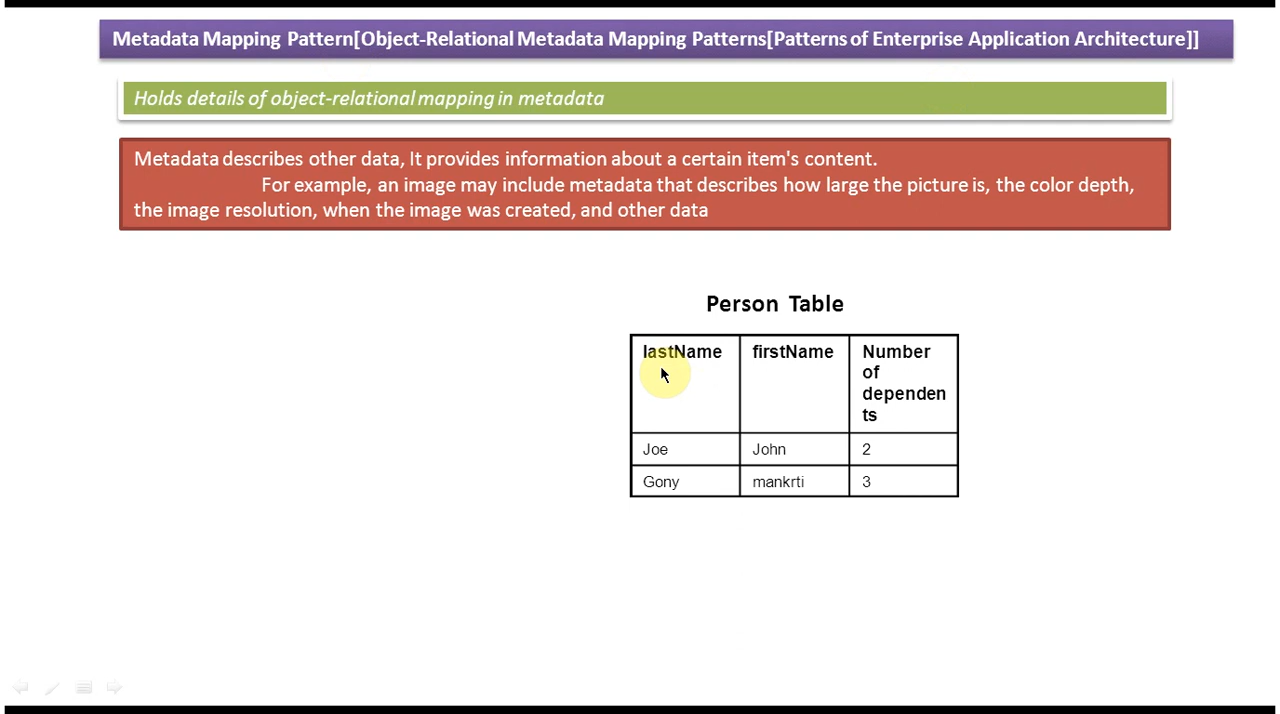 Metadata Mapping Pattern[Object-Relational Metadata Mapping Patterns[Patterns of Enterprise Application Architecture]]
Holds details of object-relational mapping in metadata
Metadata describes other data, It provides information about a certain item's content.
For example, an image may include metadata that describes how large the picture is, the color depth,
the image resolution, when the image was created, and other data
Person Table
lastName firstName Number
of
dependen
ts
Joe John 2
Gony mankrti 3